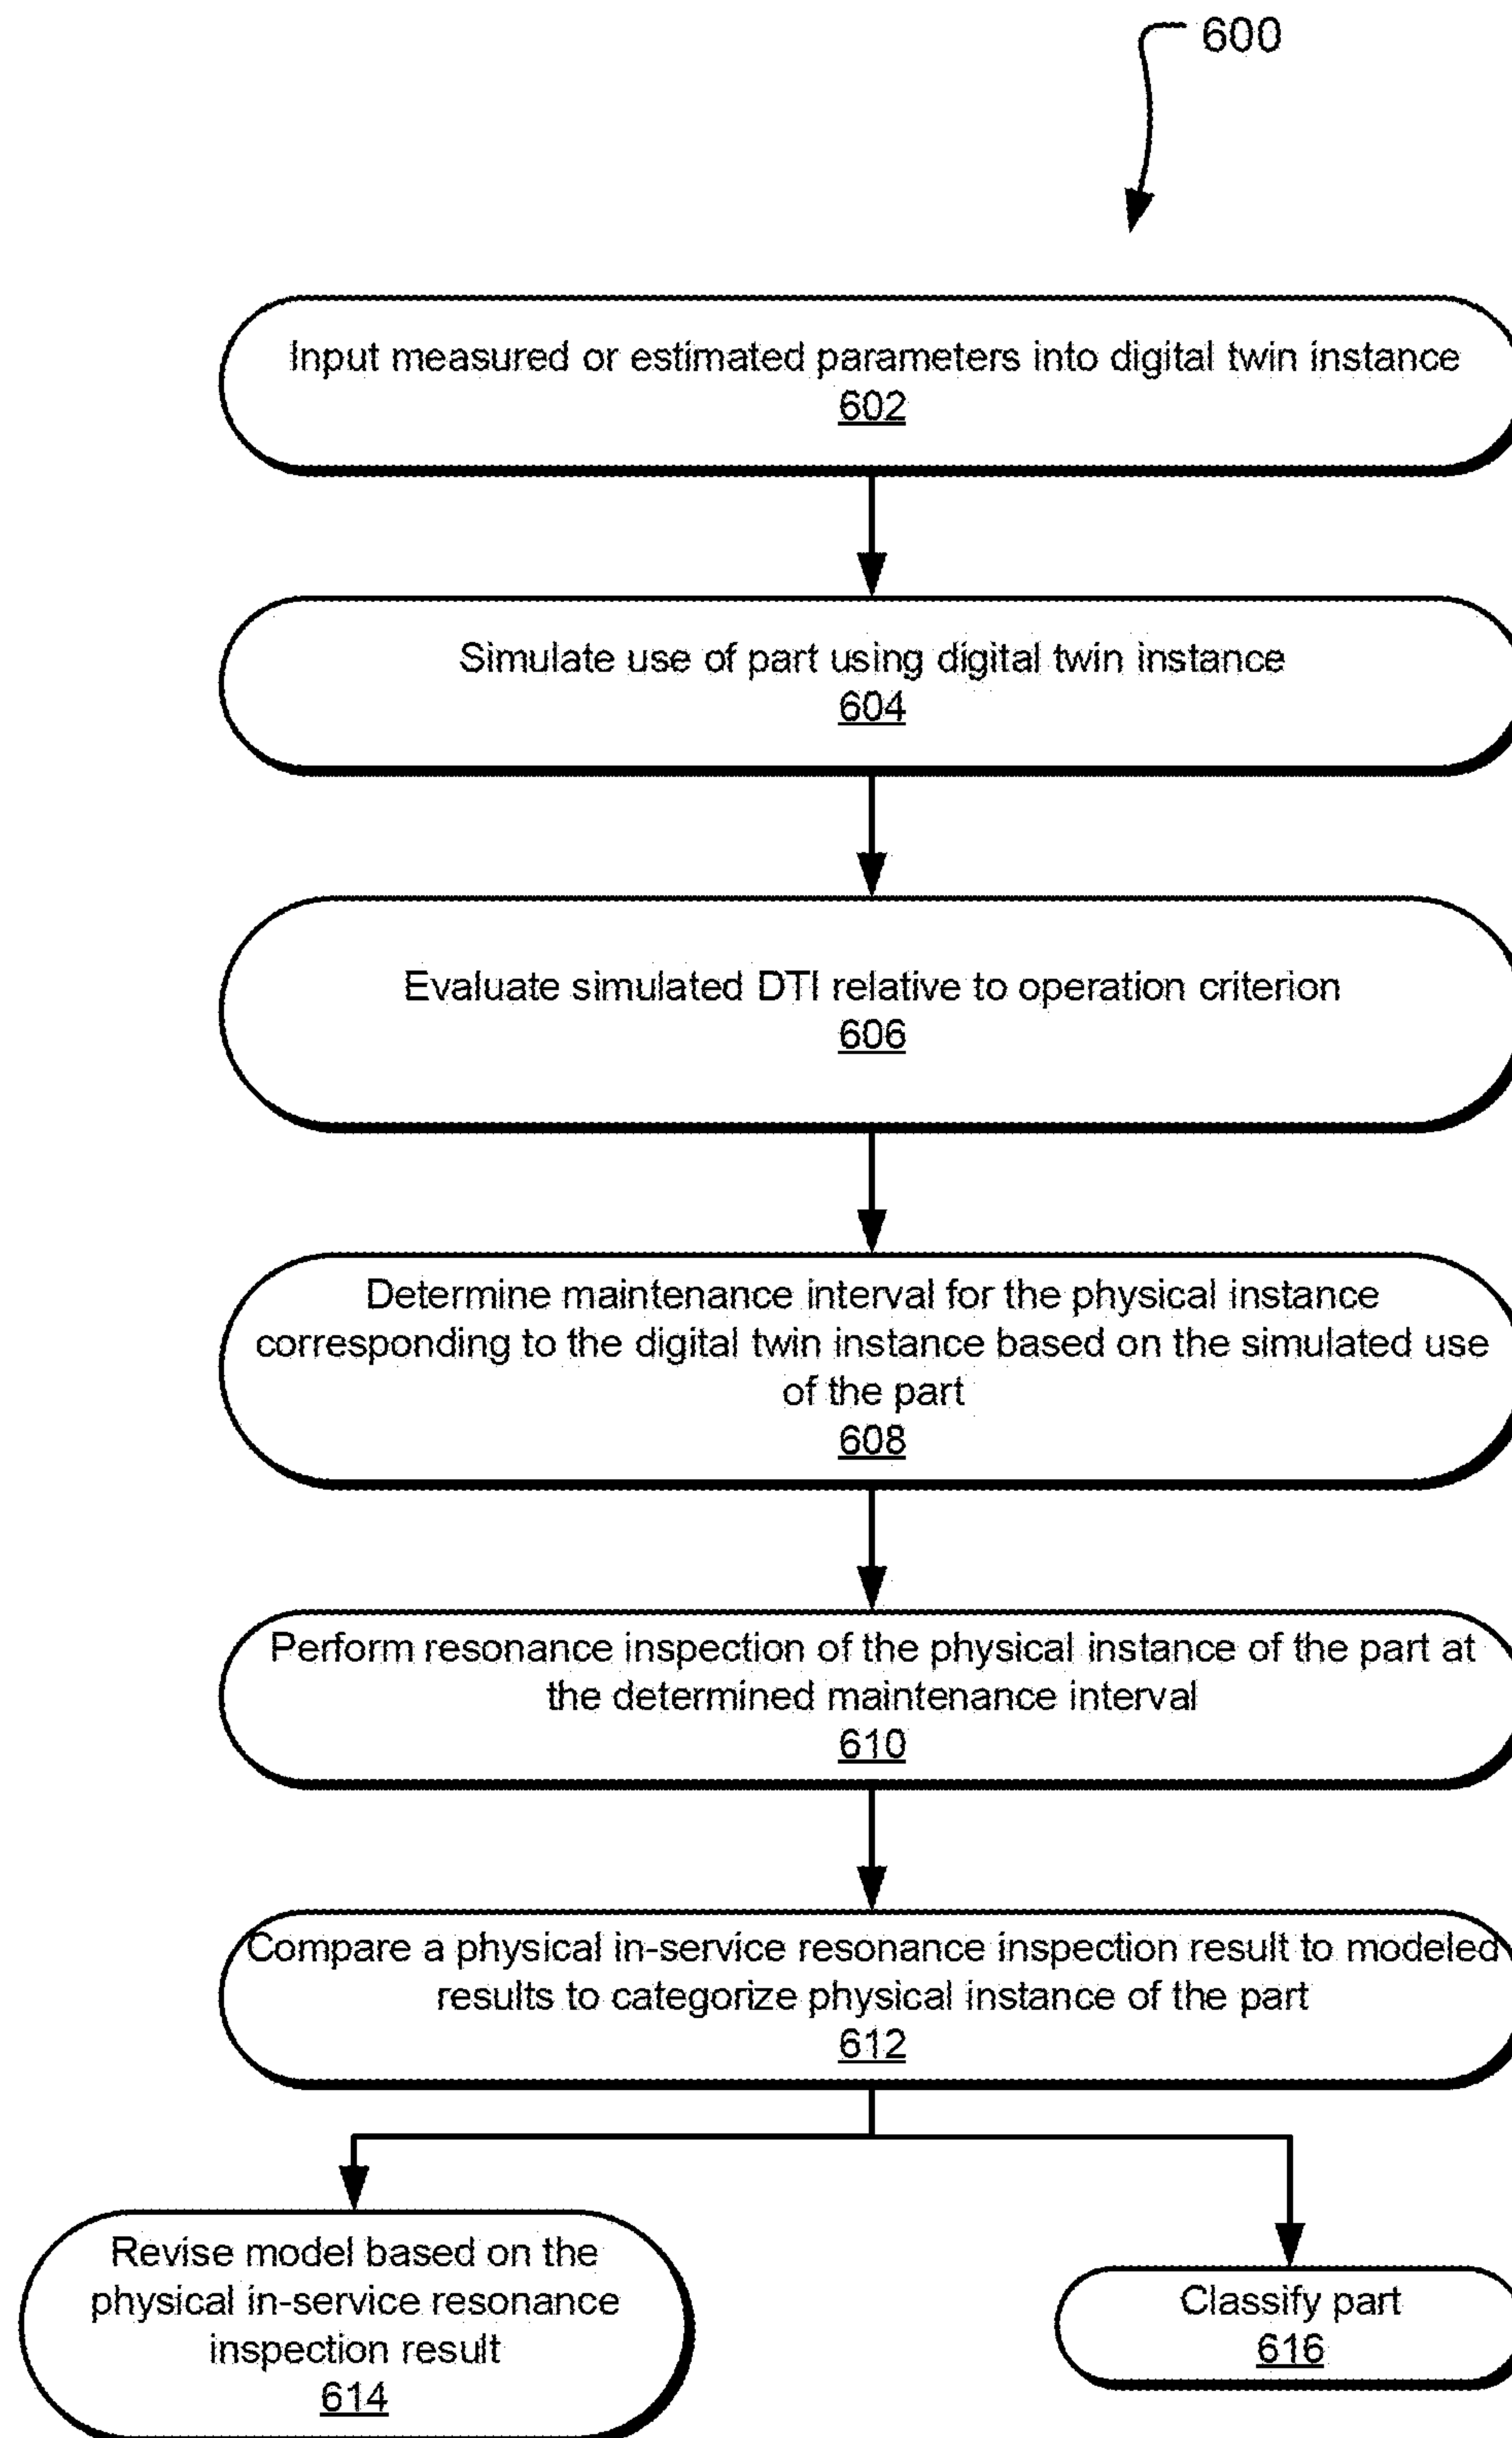 600
Input measured or estimated parameters into digital twin instance
602
Simulate use of part using digital twin instance
604
Evaluate simulated DTI relative to operation criterion
606
Determine maintenance interval for the physical instance
corresponding to the digital twin instance based on the simulated use
of the part
608
Perform resonance inspection of the physical instance of the part at
the determined maintenance interval
610
Compare a physical in-service resonance inspection result to modeled
results to categorize physical instance of the part
612
Revise model based on the
physical in-service resonance
inspection result
614
Classify part
616